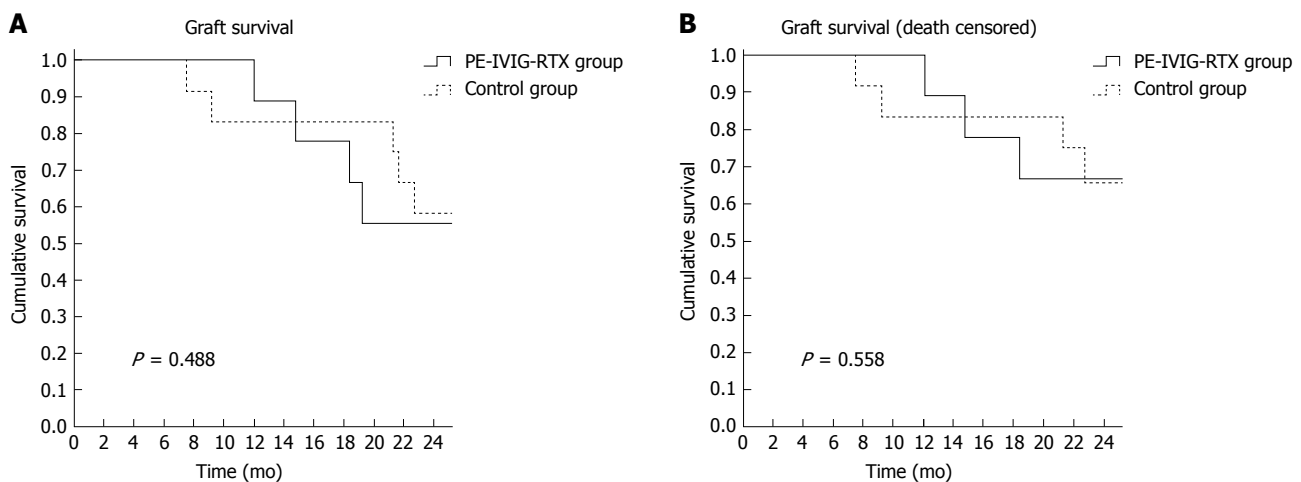 A
Graft survival
PE-IVIG-RTX group
Control group
Cumulative survival
1.0
0.9
0.8
0.7
0.6
0.5
0.4
0.3
0.2
0.1
0.0
P = 0.488
0 2 4 6 8 10 12 14 16 18 20 22 24
Time (mo)
B
Graft survival (death censored)
PE-IVIG-RTX group
Control group
Cumulative survival
1.0
0.9
0.8
0.7
0.6
0.5
0.4
0.3
0.2
0.1
0.0
P = 0.558
0 2 4 6 8 10 12 14 16 18 20 22 24
Time (mo)